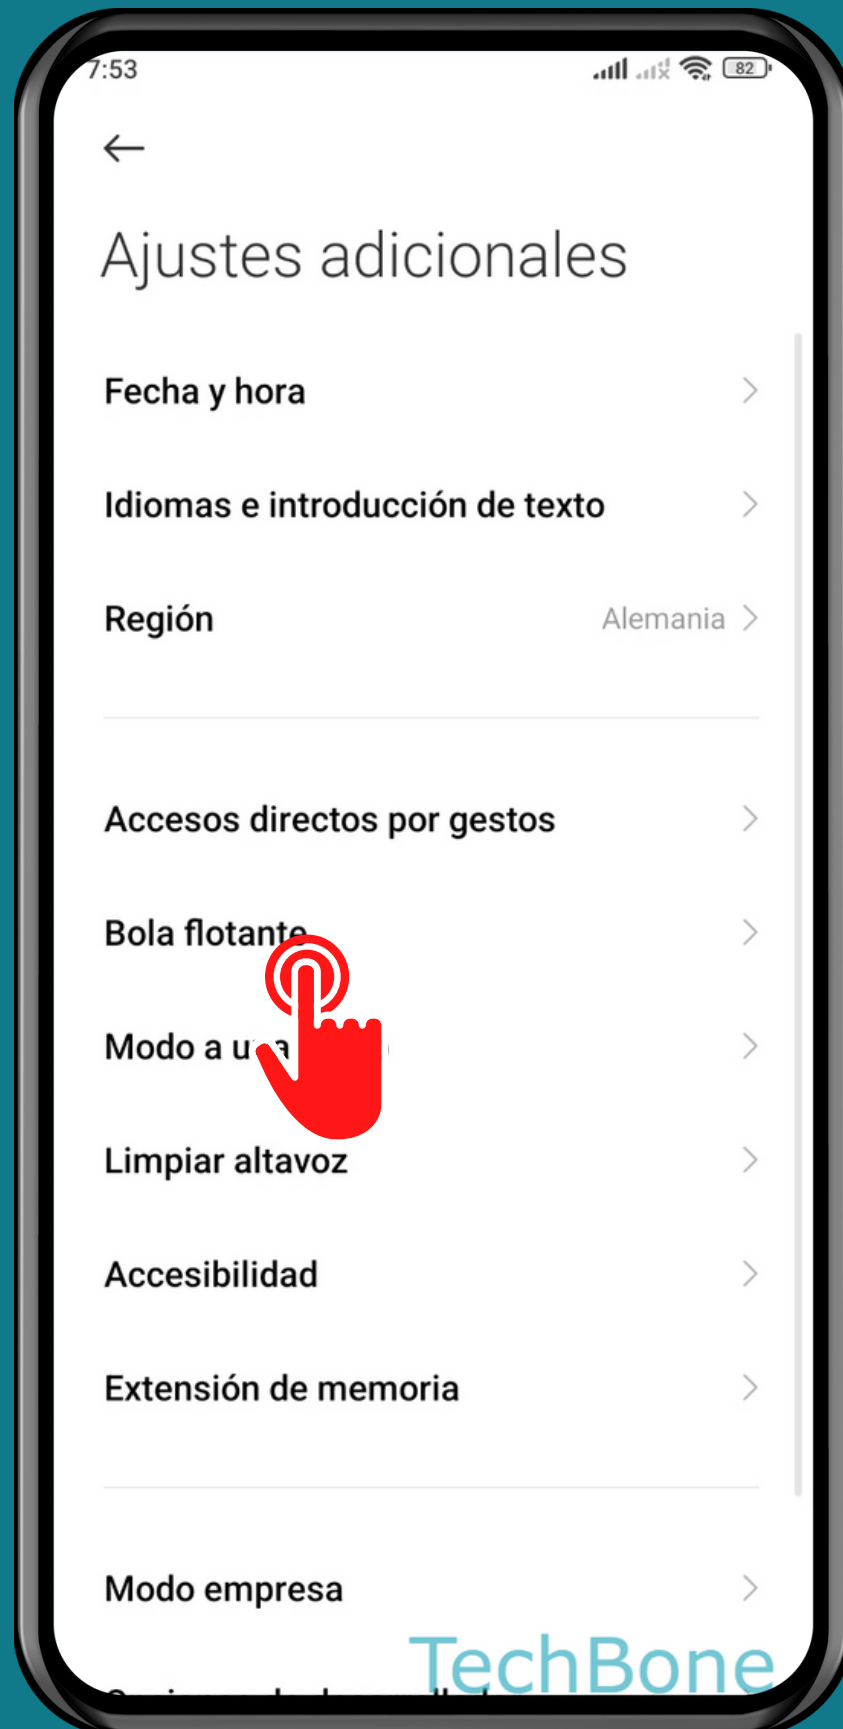 7:53
82
Ajustes adicionales
Fecha y hora
Idiomas e introducción de texto
Región
Alemania
Accesos directos por gestos
Bola flotante
Modo a
Limpiar altavoz
Accesibilidad
Extensión de memoria
Modo empresa
TechBone